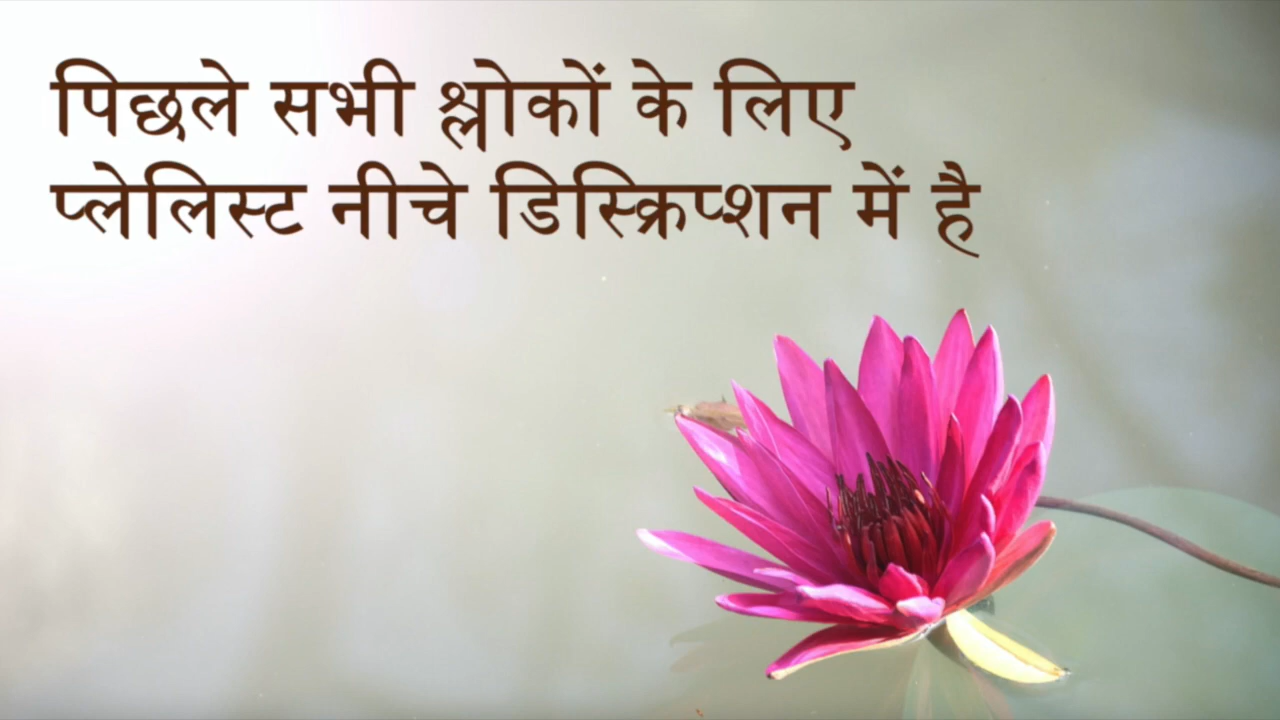 पिछले सभी श्लोकों के लिए
प्लेलिस्ट नीचे डिस्क्रिप्शन में है